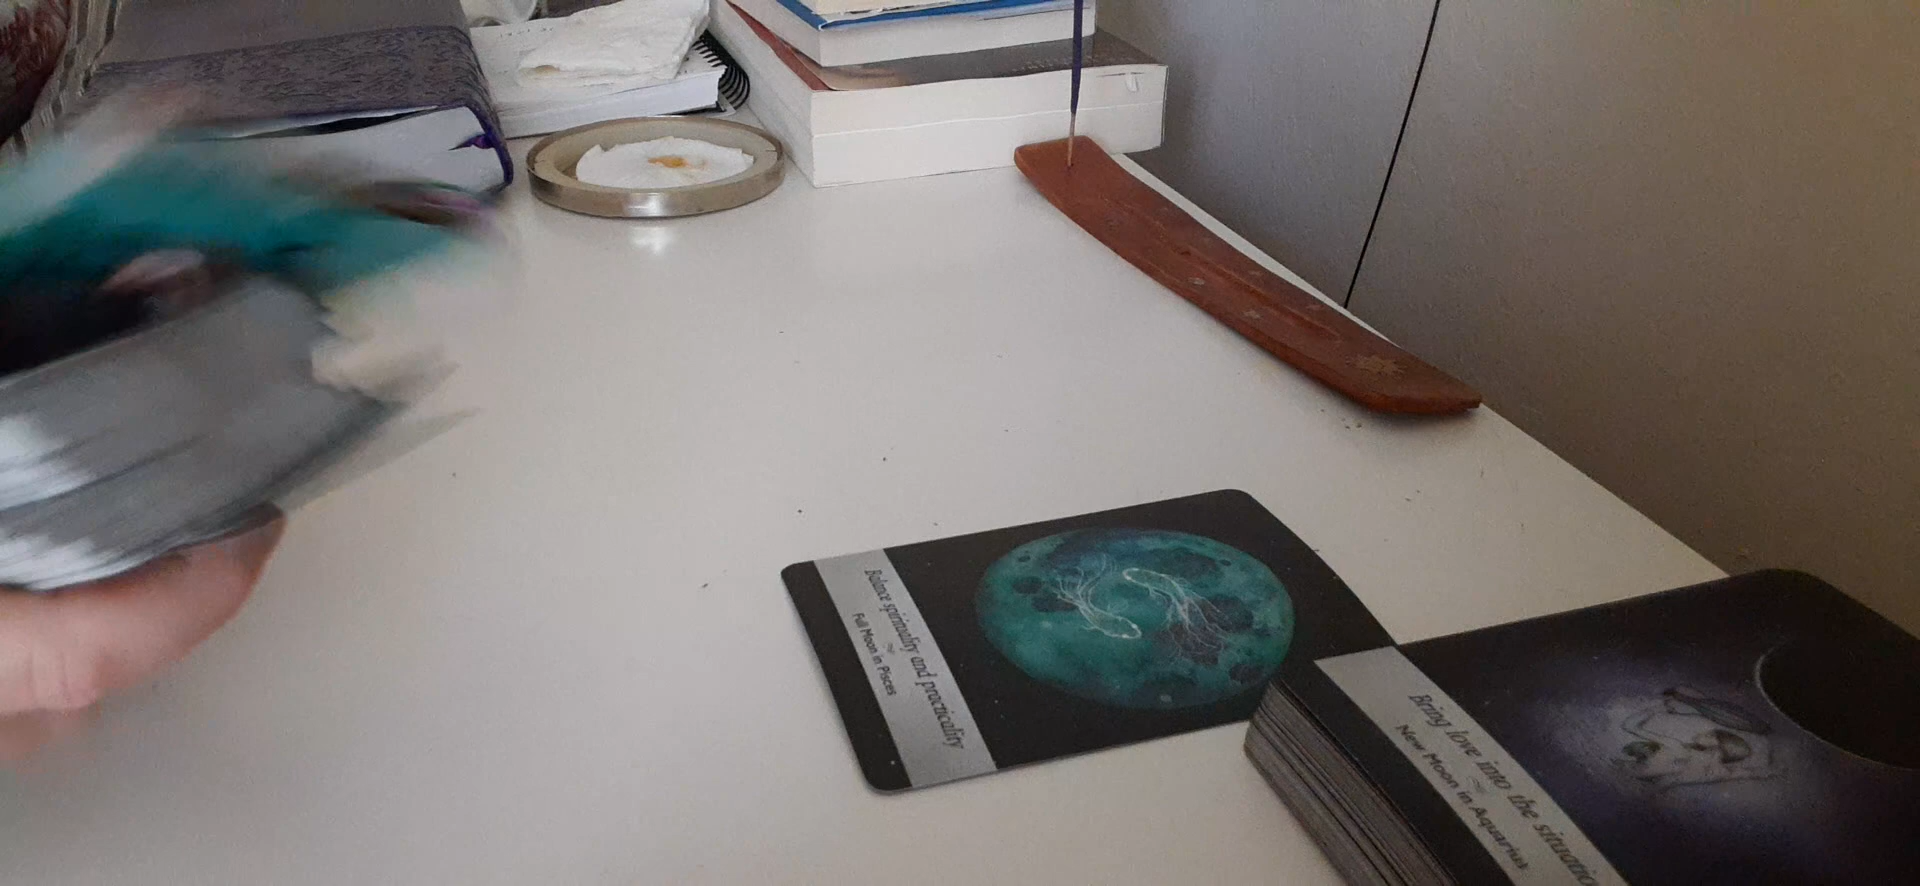 Balance spirituality and practicality
Full Moon in Pisces
Bring love into the situation
New Moon in Aquarius